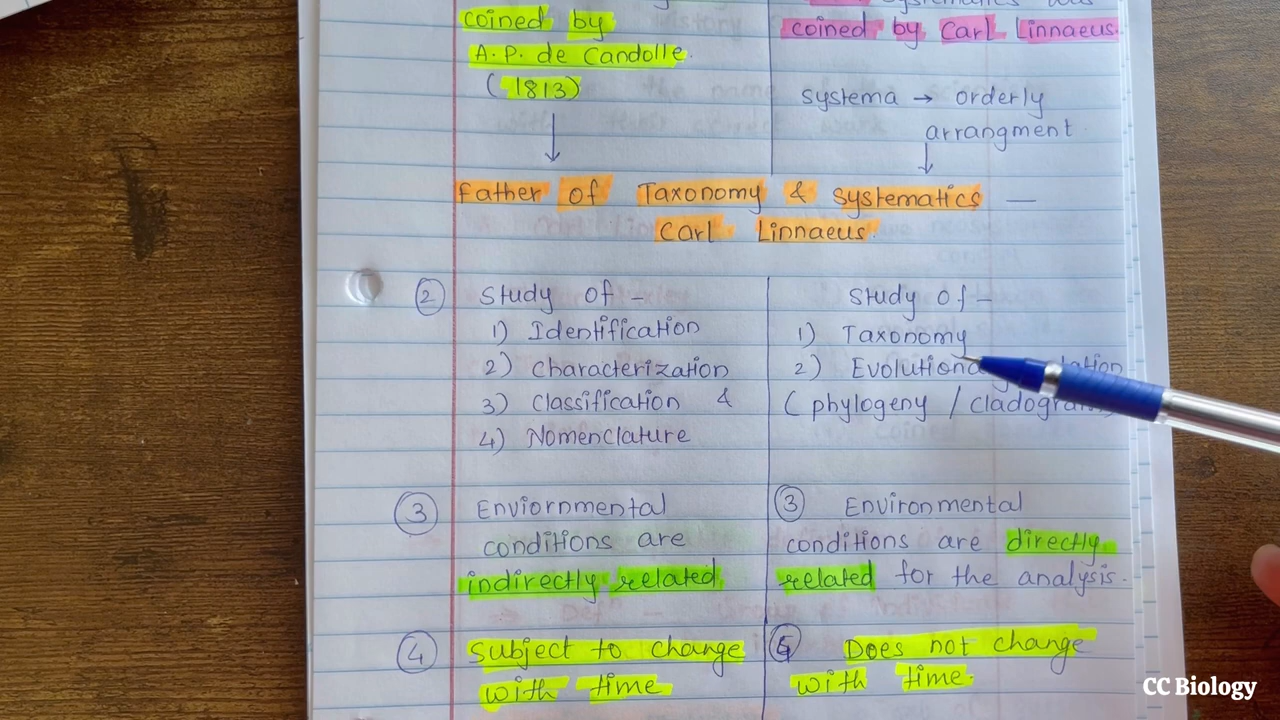 coined by
A.P. de Candolle
(1813)
coined by Carl Linnaeus.
systema → orderly
arrangment
Father of Taxonomy & Systematics —
Carl Linnaeus.
② Study of -
1) Identification
2) Characterization
3) Classification &
4) Nomenclature
Study of -
1) Taxonomy
2)
(phylogeny /
③ Enviornmental
conditions are
indirectly related
③ Environmental
conditions are directly
related for the analysis.
④ Subject to change
with time
Does not change
with time.
CC Biology